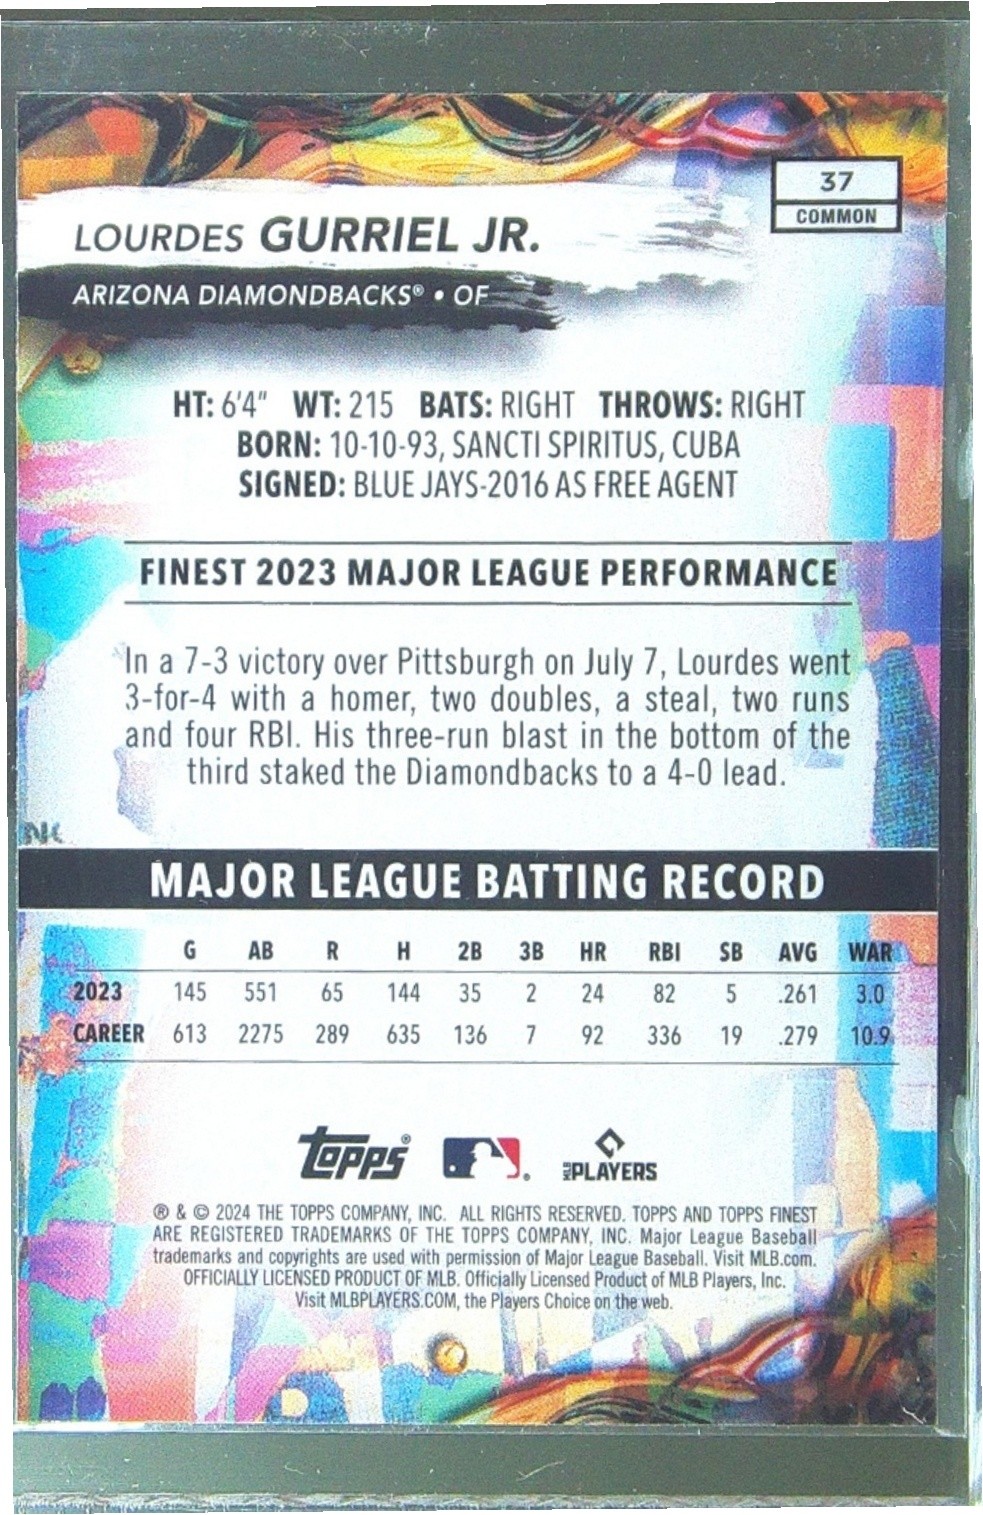 37
COMMON
LOURDES GURRIEL JR.
ARIZONA DIAMONDBACKS® • OF
HT: 6'4" WT: 215 BATS: RIGHT THROWS: RIGHT
BORN: 10-10-93, SANCTI SPIRITUS, CUBA
SIGNED: BLUE JAYS-2016 AS FREE AGENT
FINEST 2023 MAJOR LEAGUE PERFORMANCE
In a 7-3 victory over Pittsburgh on July 7, Lourdes went
3-for-4 with a homer, two doubles, a steal, two runs
and four RBI. His three-run blast in the bottom of the
third staked the Diamondbacks to a 4-0 lead.
MAJOR LEAGUE BATTING RECORD
G AB R H 2B 3B HR RBI SB AVG WAR
2023 145 551 65 144 35 2 24 82 5 .261 3.0
CAREER 613 2275 289 635 136 7 92 336 19 .279 10.9
Topps®
MLB PLAYERS
® & © 2024 THE TOPPS COMPANY, INC. ALL RIGHTS RESERVED. TOPPS AND TOPPS FINEST
ARE REGISTERED TRADEMARKS OF THE TOPPS COMPANY, INC. Major League Baseball
trademarks and copyrights are used with permission of Major League Baseball. Visit MLB.com.
OFFICIALLY LICENSED PRODUCT OF MLB. Officially Licensed Product of MLB Players, Inc.
Visit MLBPLAYERS.COM, the Players Choice on the web.